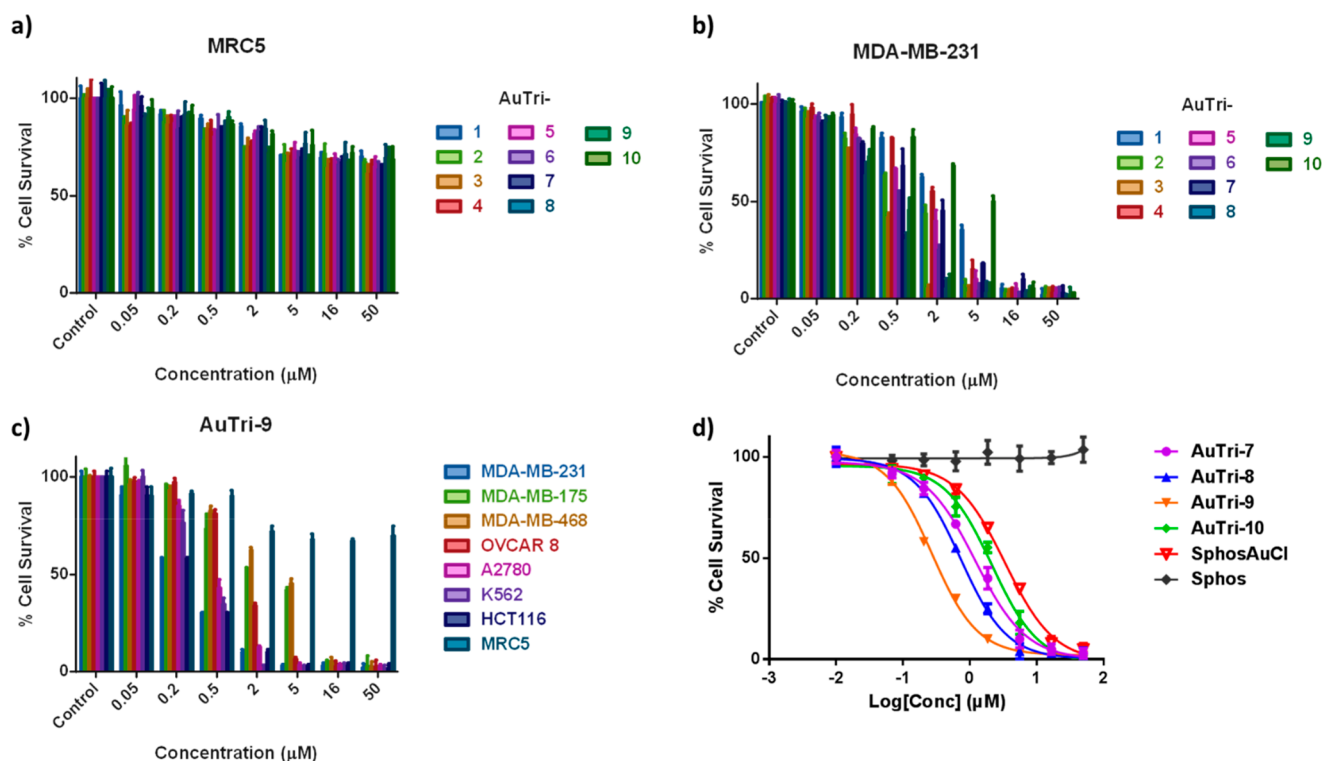 a)
MRC5
% Cell Survival
100
50
0
Control
0.05
0.2
0.5
2
5
16
50
Concentration (µM)
AuTri-
1
2
3
4
5
6
7
8
9
10
b)
MDA-MB-231
% Cell Survival
100
50
0
Control
0.05
0.2
0.5
2
5
16
50
Concentration (µM)
AuTri-
1
2
3
4
5
6
7
8
9
10
c)
AuTri-9
% Cell Survival
100
50
0
Control
0.05
0.2
0.5
2
5
16
50
Concentration (µM)
MDA-MB-231
MDA-MB-175
MDA-MB-468
OVCAR 8
A2780
K562
HCT116
MRC5
d)
% Cell Survival
100
50
0
-3
-2
-1
0
1
2
Log[Conc] (µM)
AuTri-7
AuTri-8
AuTri-9
AuTri-10
SphosAuCl
Sphos